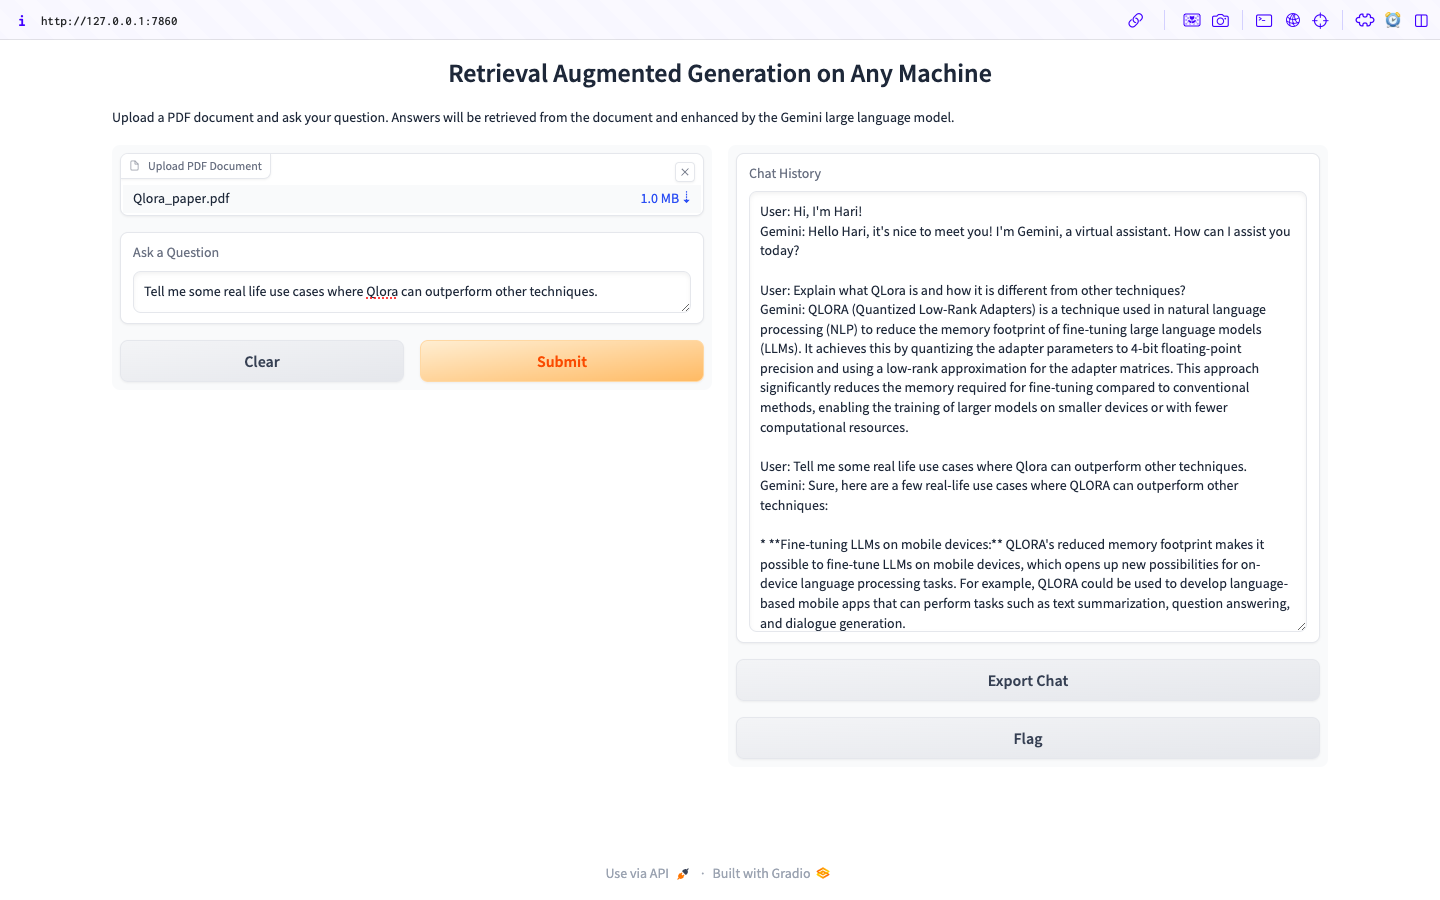 http://127.0.0.1:7860
Retrieval Augmented Generation on Any Machine
Upload a PDF document and ask your question. Answers will be retrieved from the document and enhanced by the Gemini large language model.
Upload PDF Document
Qlora_paper.pdf 1.0 MB ⇣
Ask a Question
Tell me some real life use cases where Qlora can outperform other techniques.
Clear
Submit
Chat History
User: Hi, I'm Hari!
Gemini: Hello Hari, it's nice to meet you! I'm Gemini, a virtual assistant. How can I assist you
today?
User: Explain what QLora is and how it is different from other techniques?
Gemini: QLORA (Quantized Low-Rank Adapters) is a technique used in natural language
processing (NLP) to reduce the memory footprint of fine-tuning large language models
(LLMs). It achieves this by quantizing the adapter parameters to 4-bit floating-point
precision and using a low-rank approximation for the adapter matrices. This approach
significantly reduces the memory required for fine-tuning compared to conventional
methods, enabling the training of larger models on smaller devices or with fewer
computational resources.
User: Tell me some real life use cases where Qlora can outperform other techniques.
Gemini: Sure, here are a few real-life use cases where QLORA can outperform other
techniques:
* **Fine-tuning LLMs on mobile devices:** QLORA's reduced memory footprint makes it
possible to fine-tune LLMs on mobile devices, which opens up new possibilities for on-
device language processing tasks. For example, QLORA could be used to develop language-
based mobile apps that can perform tasks such as text summarization, question answering,
and dialogue generation.
Export Chat
Flag
Use via API · Built with Gradio